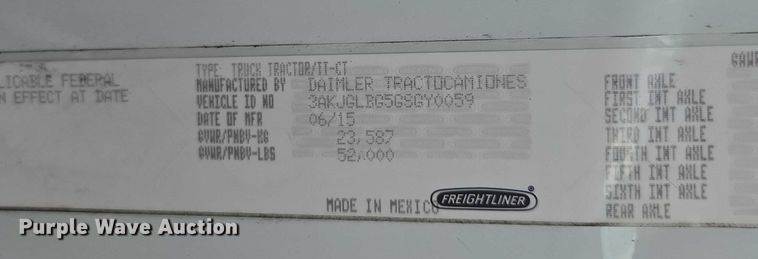 LICABLE FEDERAL
N EFFECT AT DATE
TYPE: TRUCK TRACTOR/TT-CT
MANUFACTURED BY DAIMLER TRACTOCAMIONES
VEHICLE ID NO 3AKJGLBG5GSGY0059
DATE OF MFR 06/15
GVWR/PNBV-KG 23,587
GVWR/PNBV-LBS 52,000
MADE IN MEXICO
FREIGHTLINER
GAWR
FRONT AXLE
FIRST INT AXLE
SECOND INT AXLE
THIRD INT AXLE
FOURTH INT AXLE
FIFTH INT AXLE
SIXTH INT AXLE
REAR AXLE
Purple Wave Auction